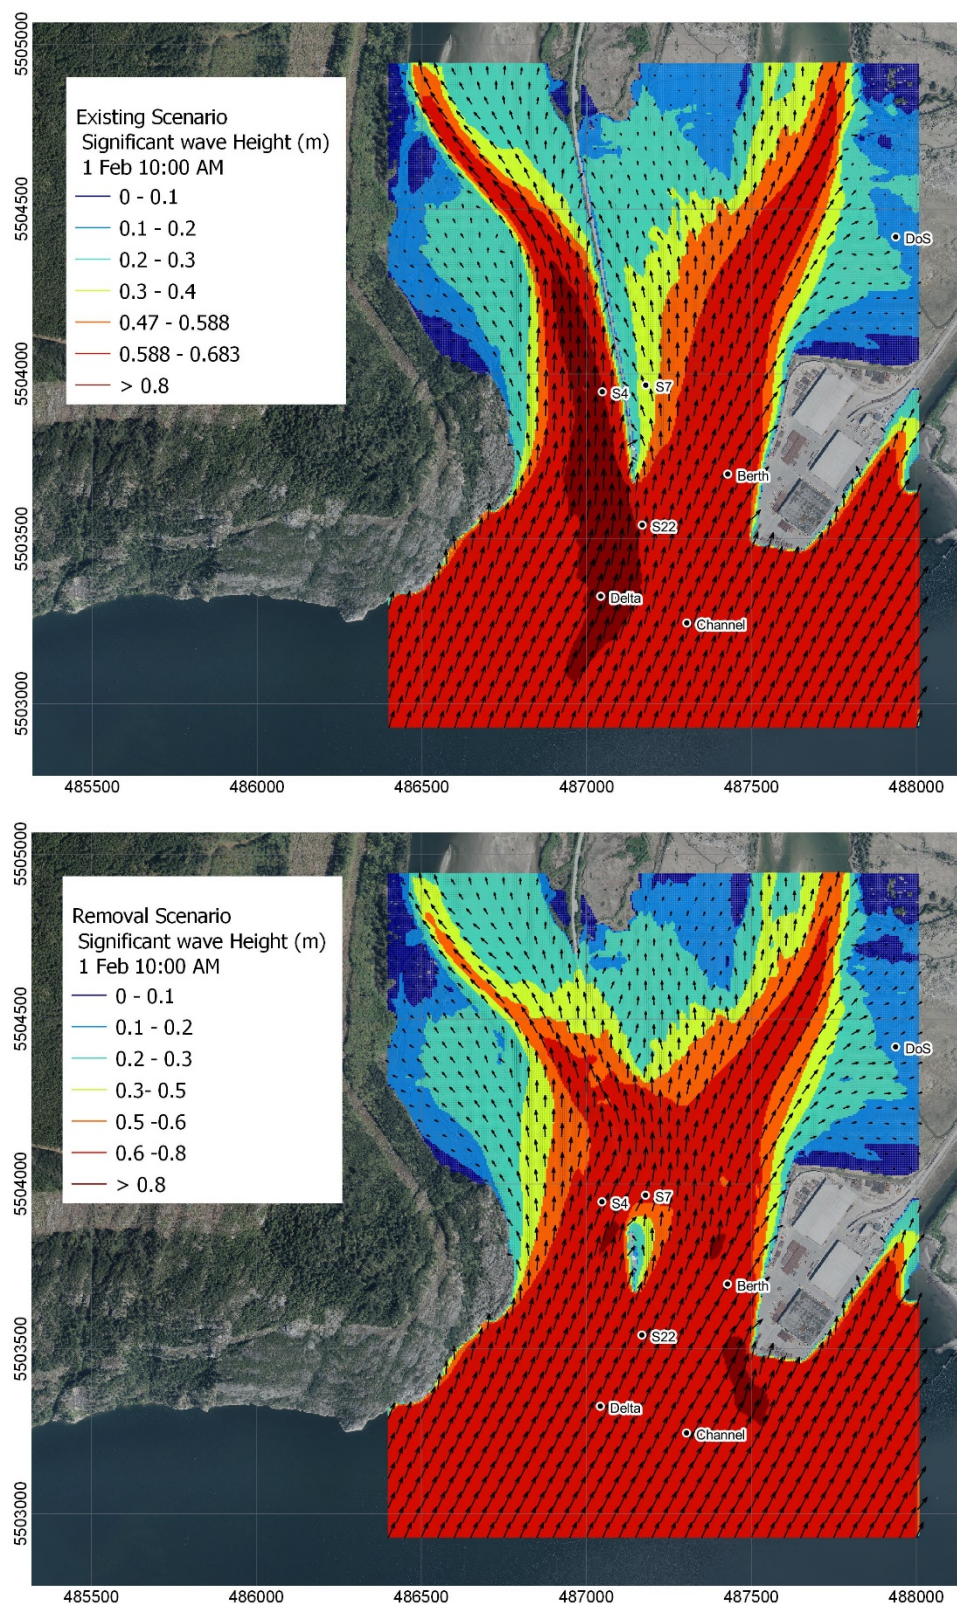 5505000
5504500
5504000
5503500
5503000
Existing Scenario
Significant wave Height (m)
1 Feb 10:00 AM
0 - 0.1
0.1 - 0.2
0.2 - 0.3
0.3 - 0.4
0.47 - 0.588
0.588 - 0.683
> 0.8
DoS
S4
S7
Berth
S22
Delta
Channel
485500 486000 486500 487000 487500 488000
5505000
5504500
5504000
5503500
5503000
Removal Scenario
Significant wave Height (m)
1 Feb 10:00 AM
0 - 0.1
0.1 - 0.2
0.2 -0.3
0.3- 0.5
0.5 -0.6
0.6 -0.8
> 0.8
DoS
S4
S7
Berth
S22
Delta
Channel
485500 486000 486500 487000 487500 488000